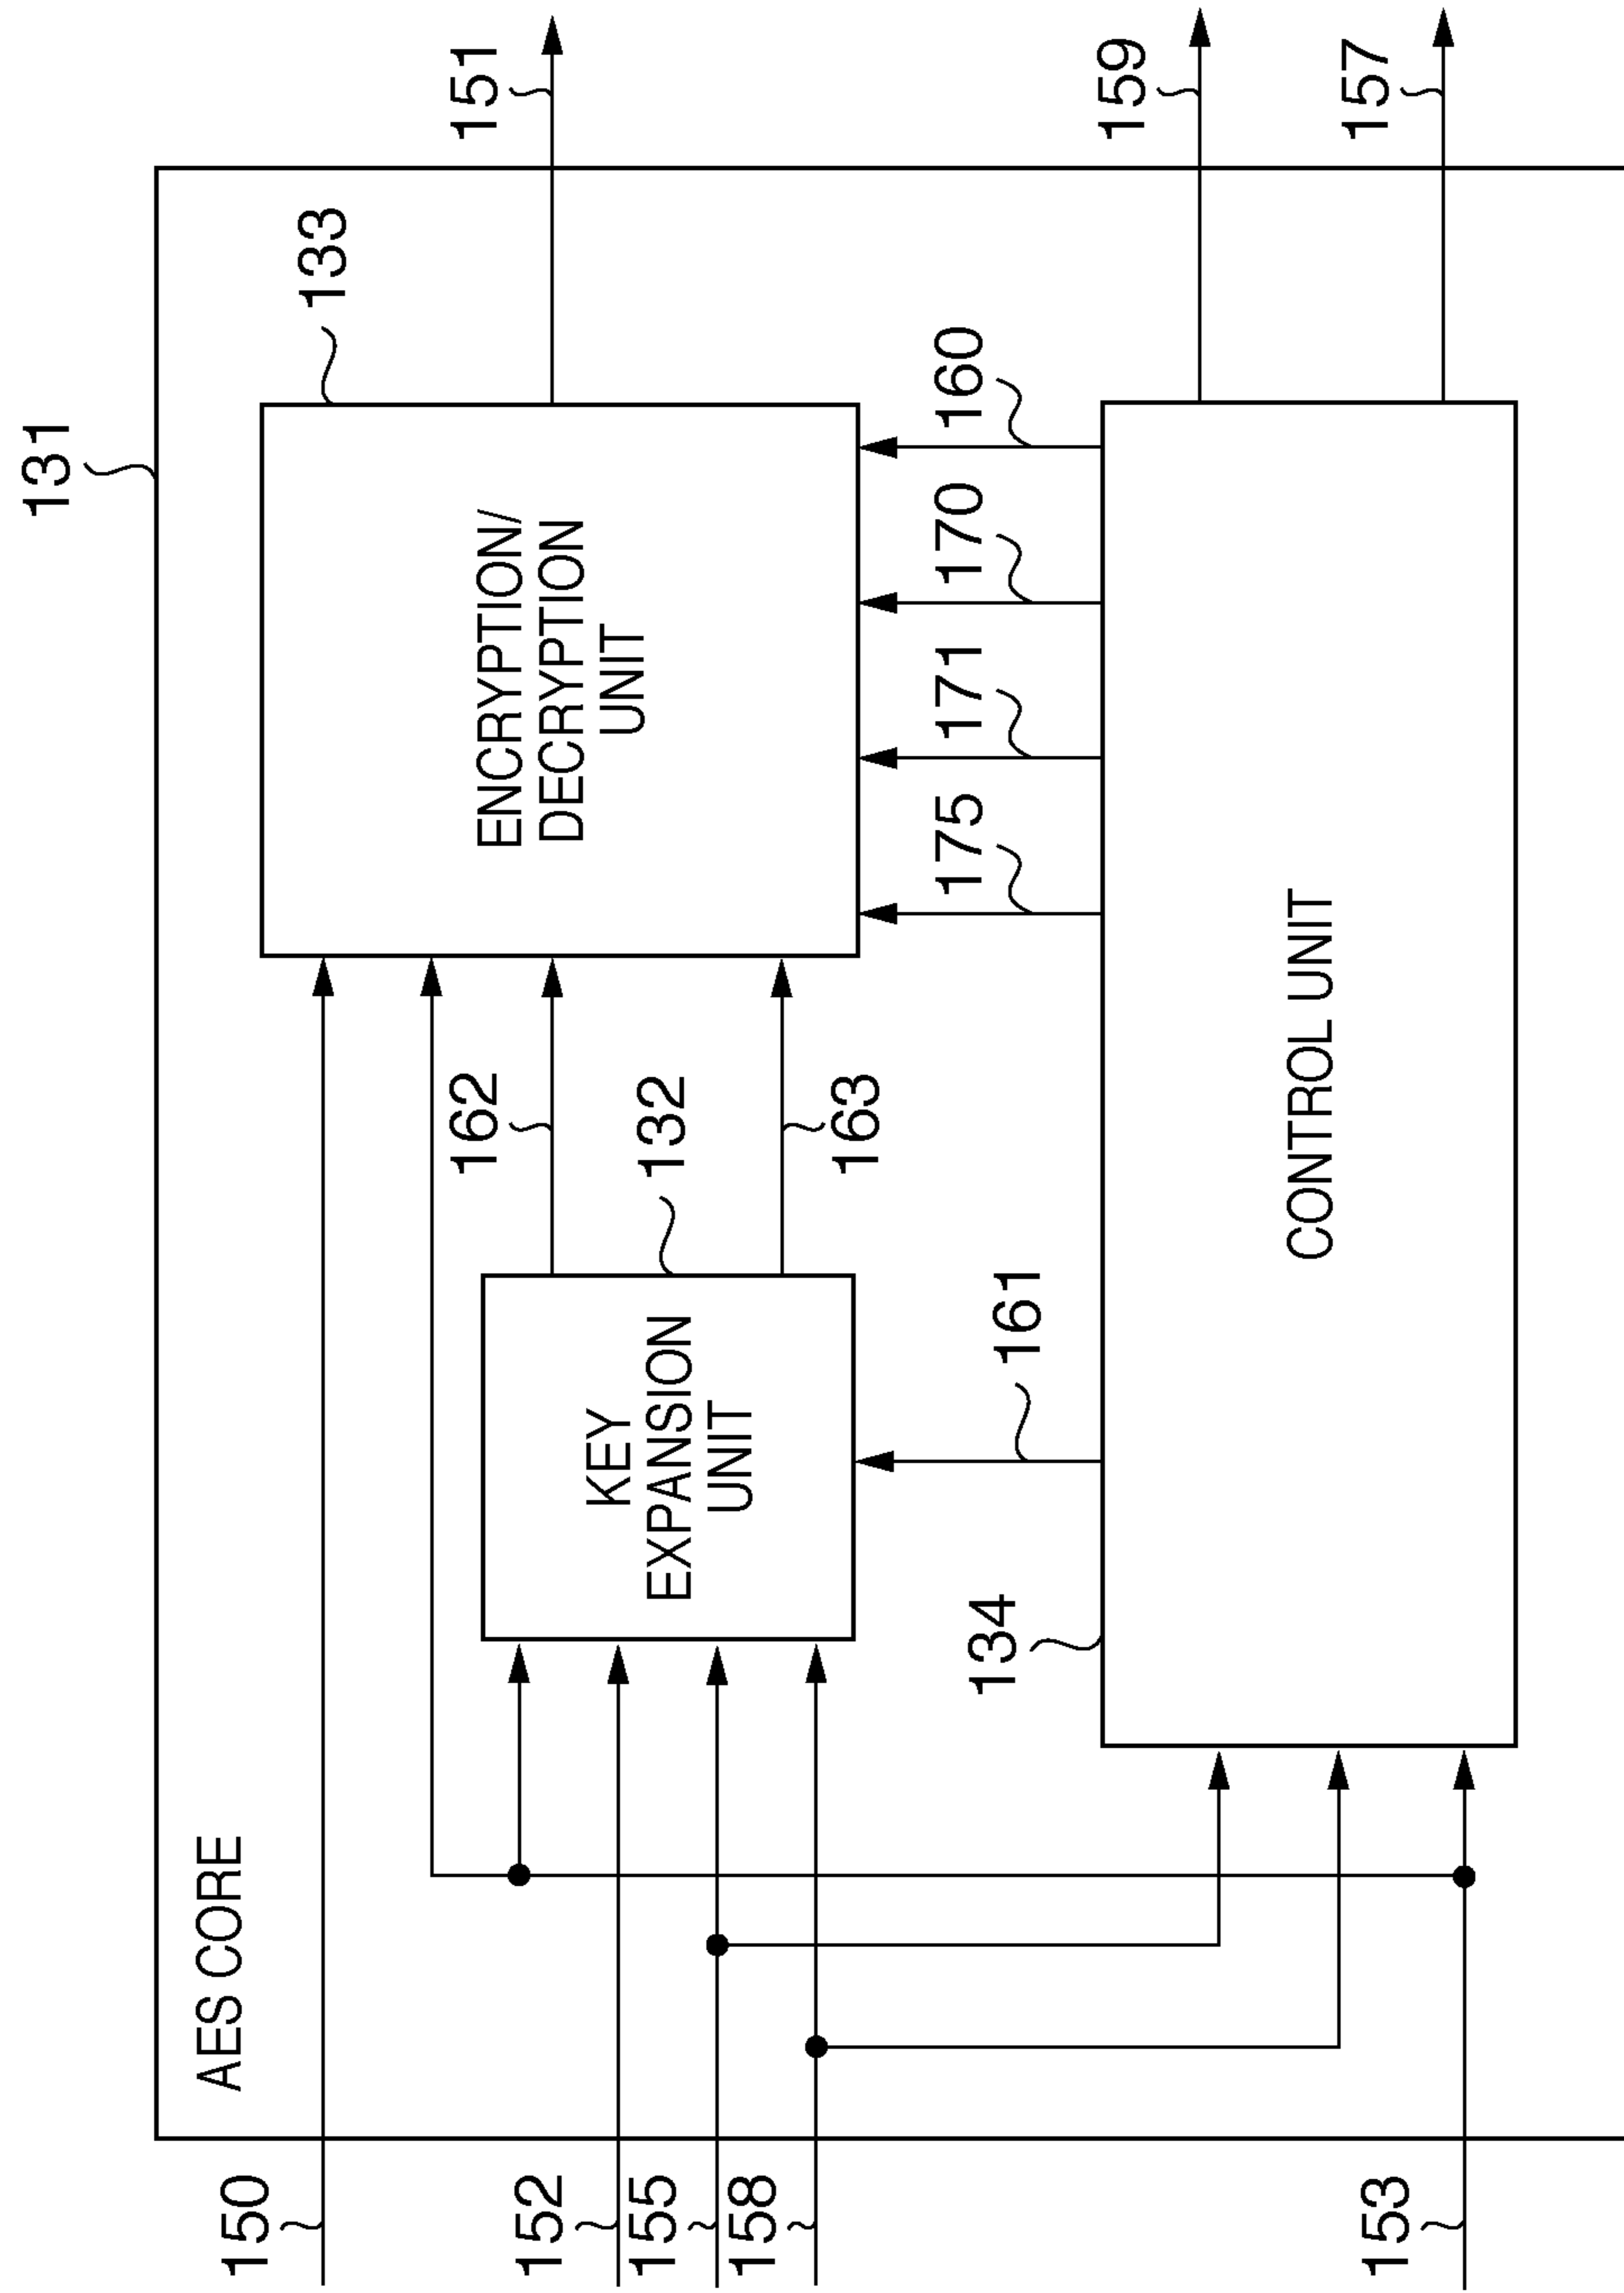 131
AES CORE
133
150
151
ENCRYPTION/
DECRYPTION
UNIT
162
152
132
KEY
EXPANSION
UNIT
155
163
158
160
170
171
175
161
134
159
CONTROL UNIT
153
157